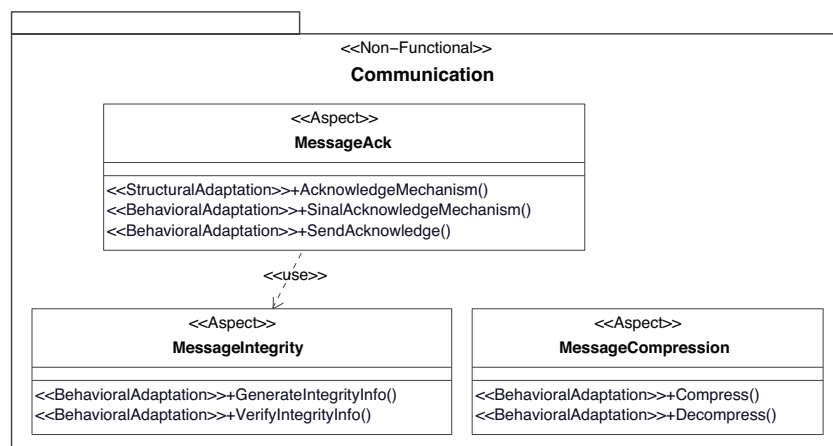 <<Non-Functional>>
Communication
<<Aspect>>
MessageAck
<<StructuralAdaptation>>+AcknowledgeMechanism()
<<BehavioralAdaptation>>+SinalAcknowledgeMechanism()
<<BehavioralAdaptation>>+SendAcknowledge()
<<use>>
<<Aspect>>
MessageIntegrity
<<BehavioralAdaptation>>+GenerateIntegrityInfo()
<<BehavioralAdaptation>>+VerifyIntegrityInfo()
<<Aspect>>
MessageCompression
<<BehavioralAdaptation>>+Compress()
<<BehavioralAdaptation>>+Decompress()